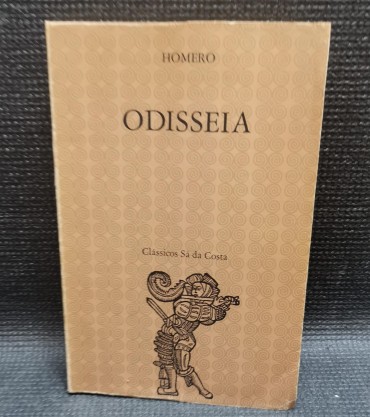 HOMERO
ODISSEIA
Clássicos Sá da Costa